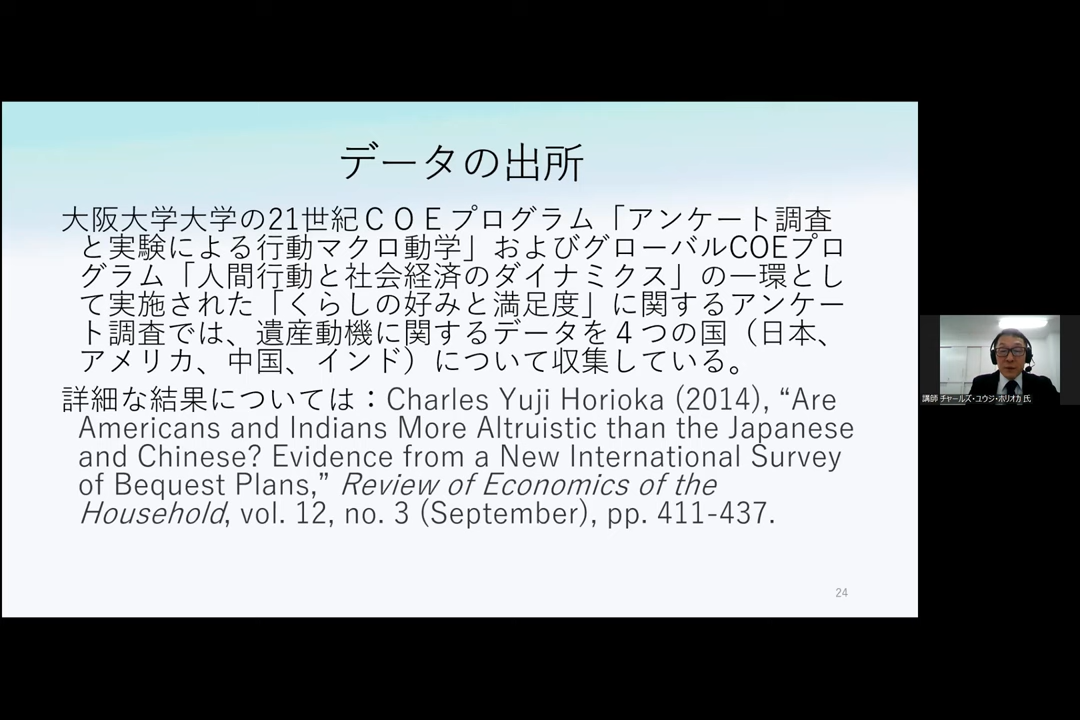 データの出所
大阪大学大学の21世紀ＣＯＥプログラム「アンケート調査
と実験による行動マクロ動学」およびグローバルCOEプロ
グラム「人間行動と社会経済のダイナミクス」の一環とし
て実施された「くらしの好みと満足度」に関するアンケー
ト調査では、遺産動機に関するデータを４つの国（日本、
アメリカ、中国、インド）について収集している。
詳細な結果については：Charles Yuji Horioka (2014), “Are
Americans and Indians More Altruistic than the Japanese
and Chinese? Evidence from a New International Survey
of Bequest Plans,” Review of Economics of the
Household, vol. 12, no. 3 (September), pp. 411-437.
24
講師 チャールズ・ユウジ・ホリオカ 氏